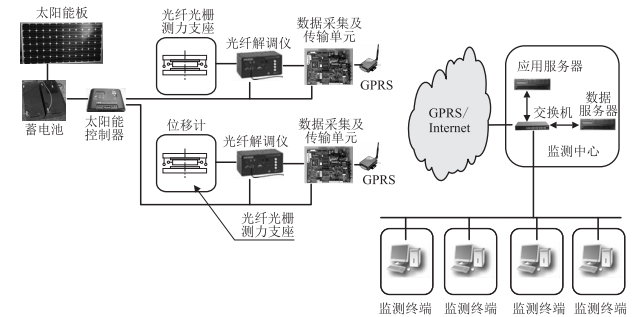 太阳能板
蓄电池
太阳能
控制器
光纤光栅
测力支座
光纤解调仪
数据采集及
传输单元
GPRS
位移计
光纤解调仪
数据采集及
传输单元
GPRS
光纤光栅
测力支座
GPRS/
Internet
应用服务器
交换机
数据
服务器
监测中心
监测终端
监测终端
监测终端
监测终端